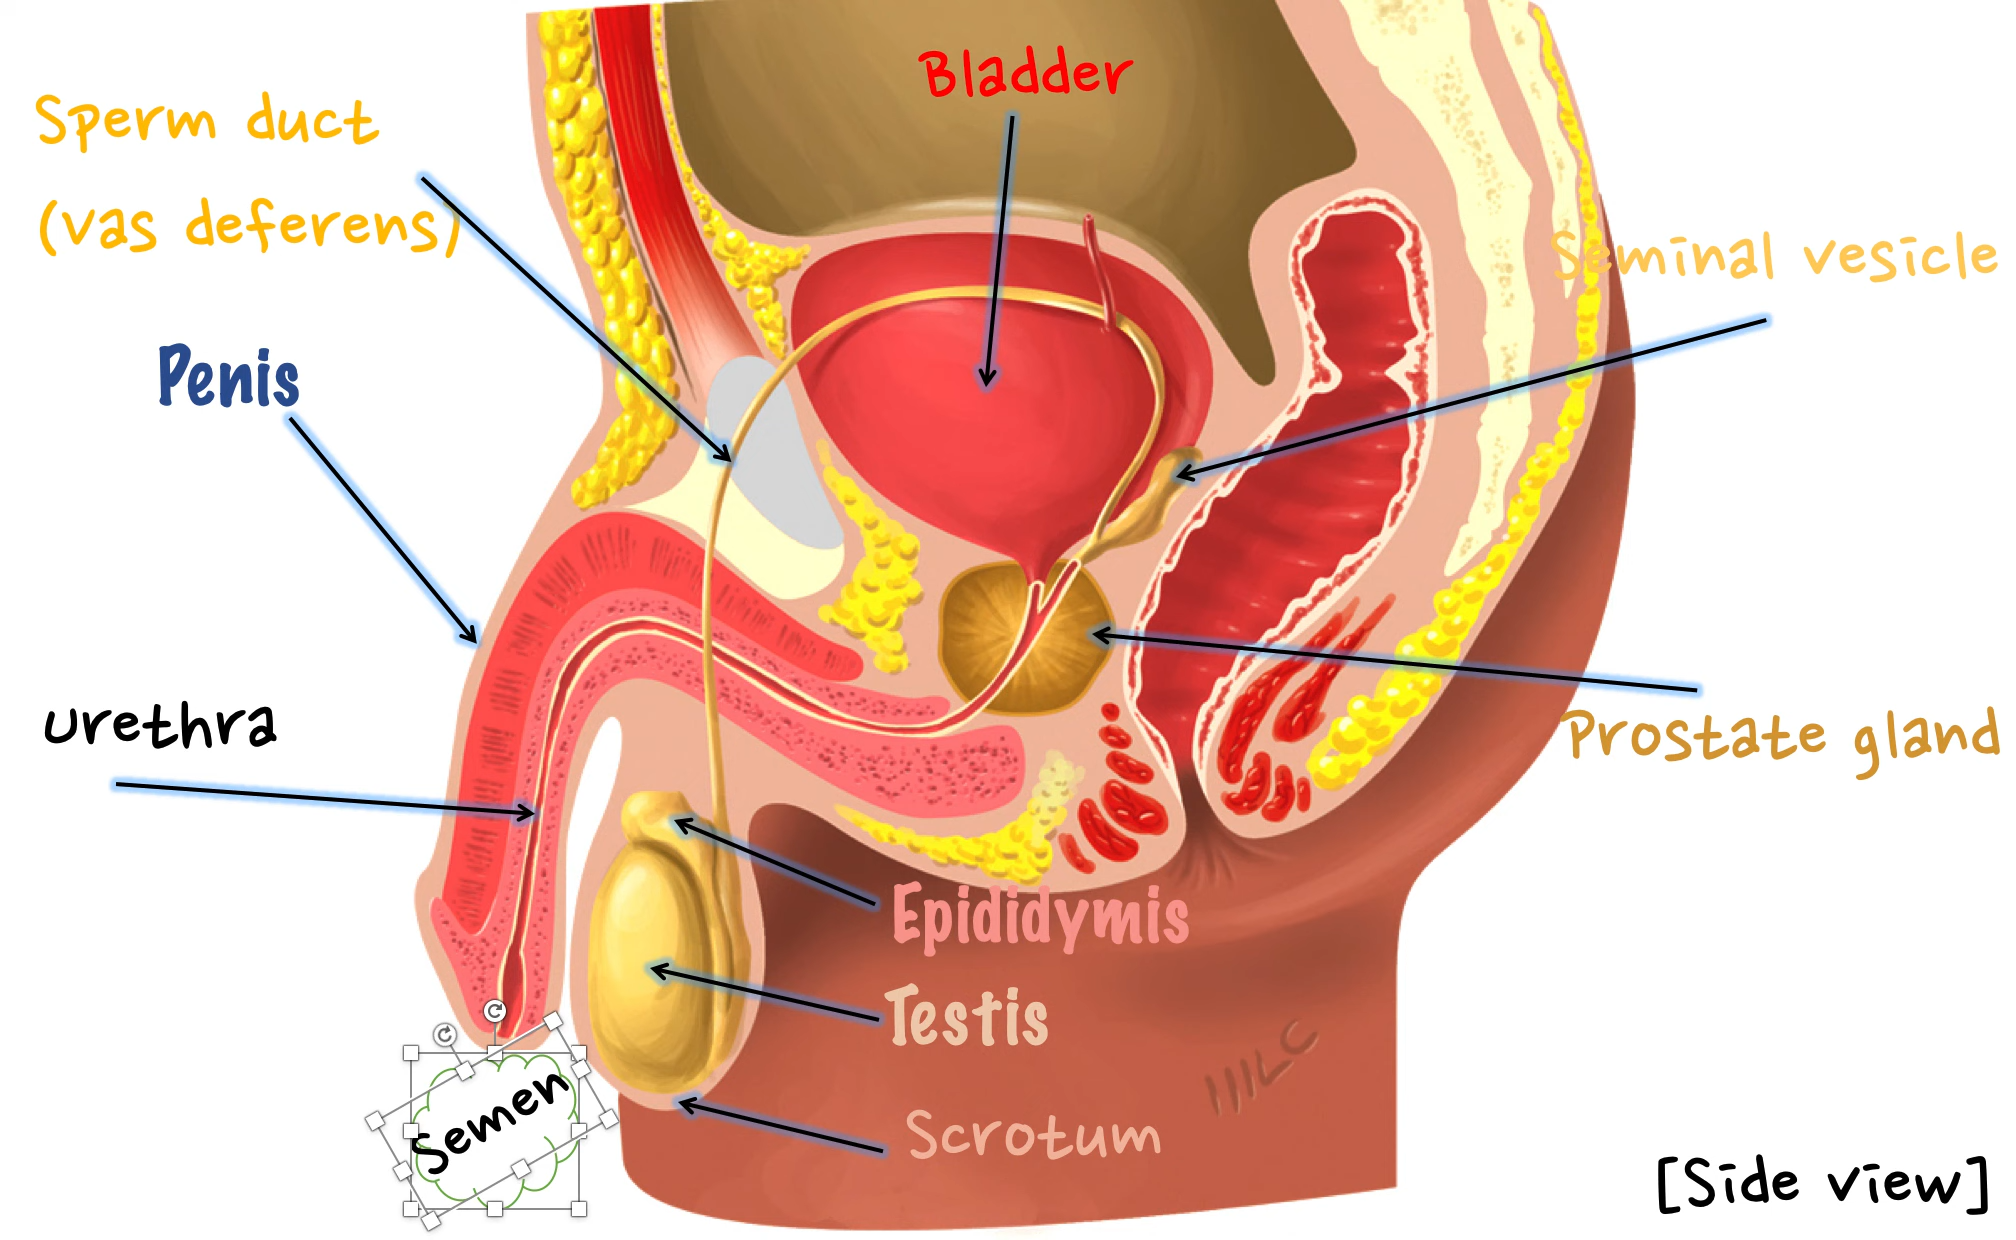 Bladder
Sperm duct
(vas deferens)
Seminal vesicle
Penis
urethra
Prostate gland
Epididymis
Testis
Semen
Scrotum
[Side view]